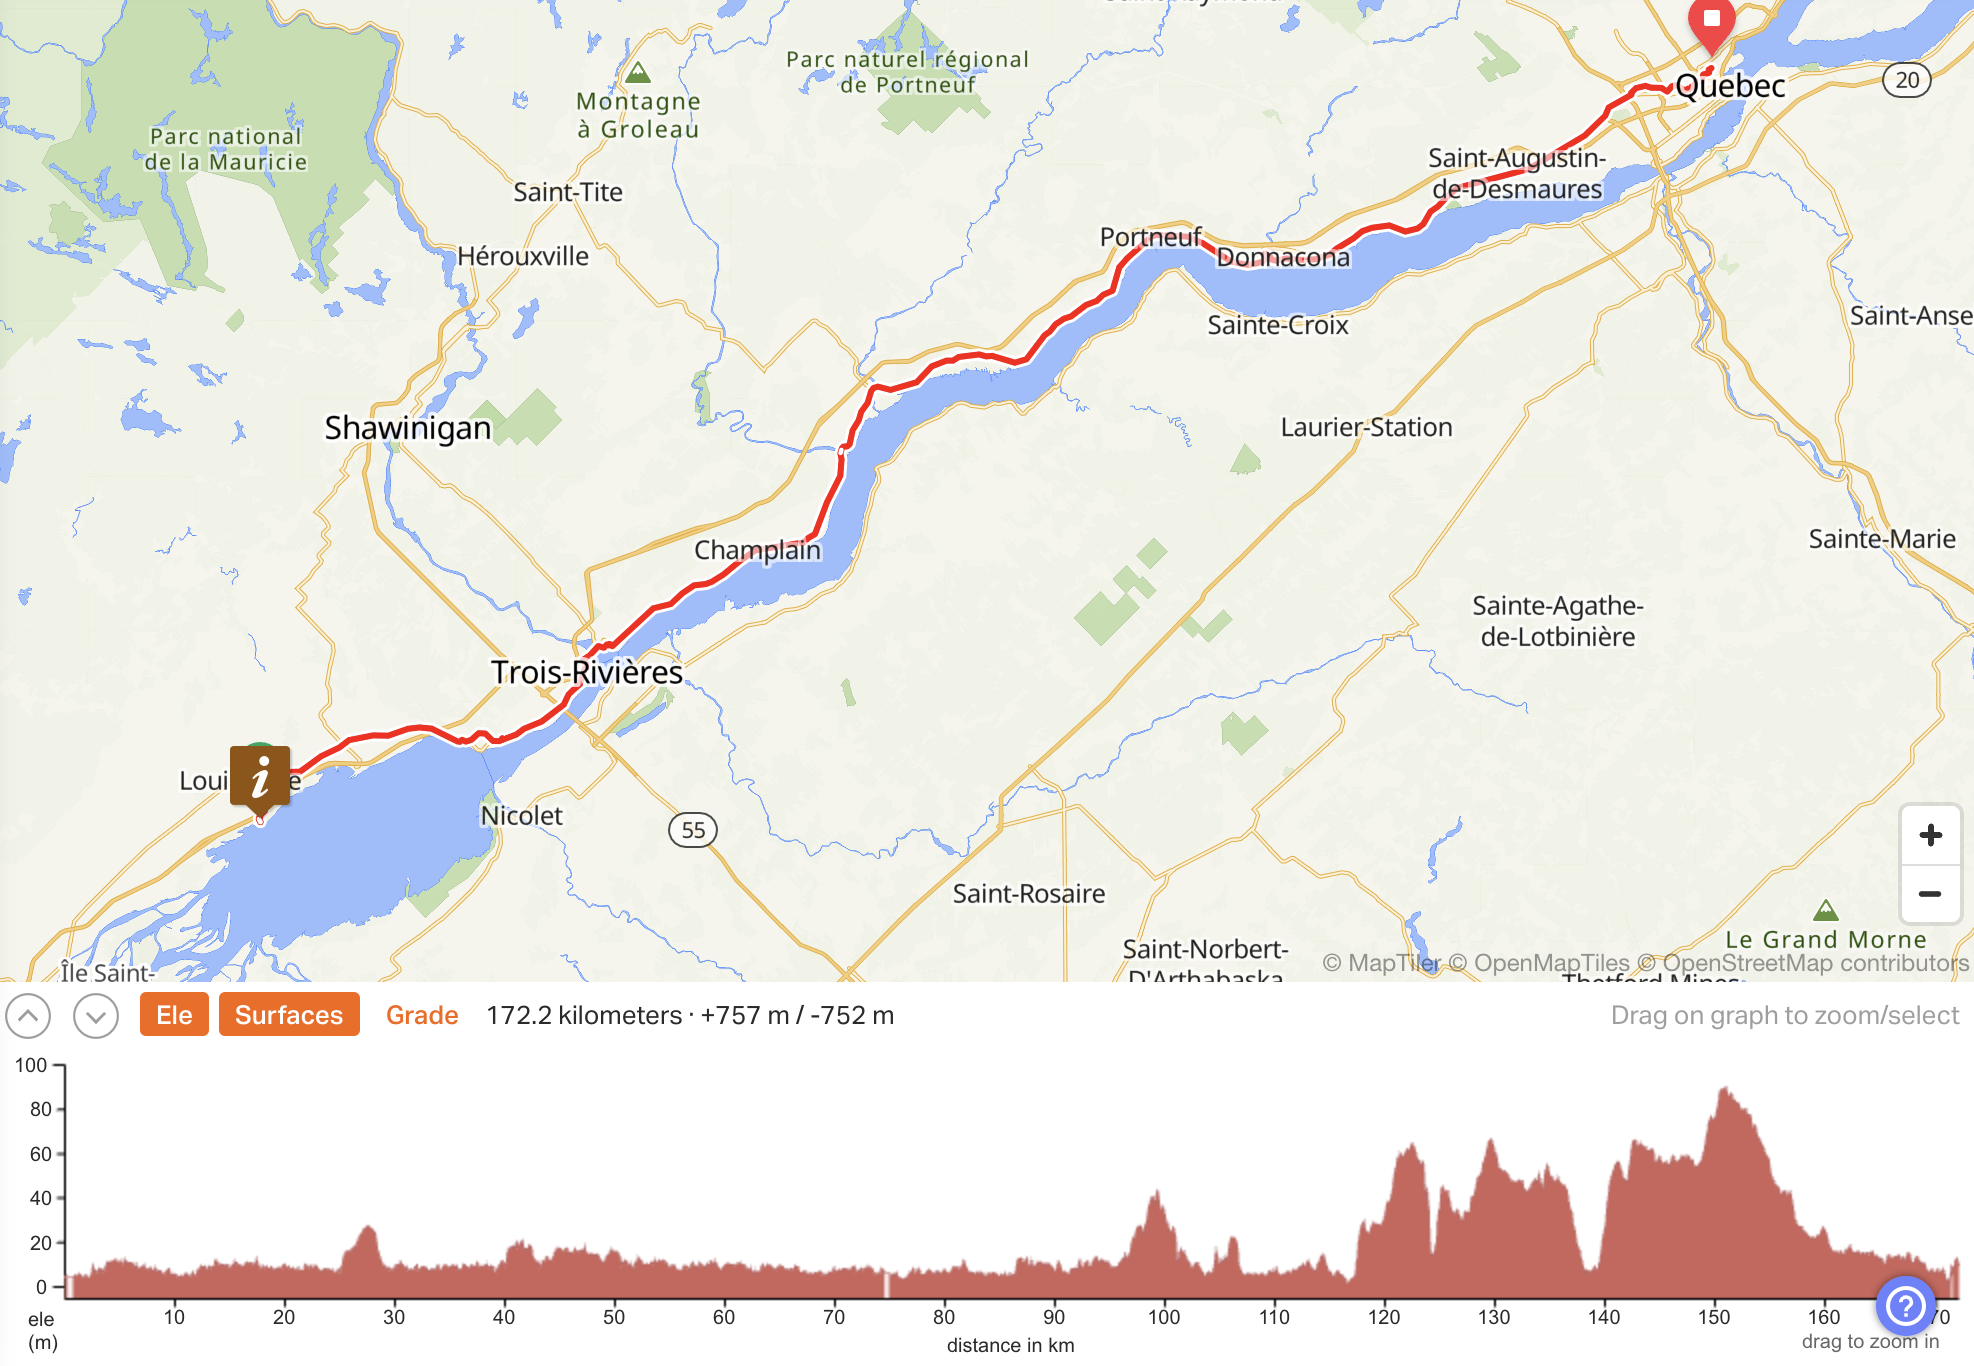 Parc naturel régional
de Portneuf
Montagne
à Groleau
Parc national
de la Mauricie
Quebec
20
Saint-Tite
Saint-Augustin-
de-Desmaures
Hérouxville
Portneuf
Donnacona
Saint-Anse
Sainte-Croix
Shawinigan
Laurier-Station
Champlain
Sainte-Marie
Sainte-Agathe-
de-Lotbinière
Trois-Rivières
i
Nicolet
55
+
−
Saint-Rosaire
Le Grand Morne
Saint-Norbert-
D'Arthabaska
Île Saint-
© MapTiler © OpenMapTiles © OpenStreetMap contributors
Ele
Surfaces
Grade
172.2 kilometers · +757 m / -752 m
Drag on graph to zoom/select
100
80
60
40
20
0
ele
(m)
10
20
30
40
50
60
70
80
90
100
110
120
130
140
150
160
70
?
distance in km
drag to zoom in